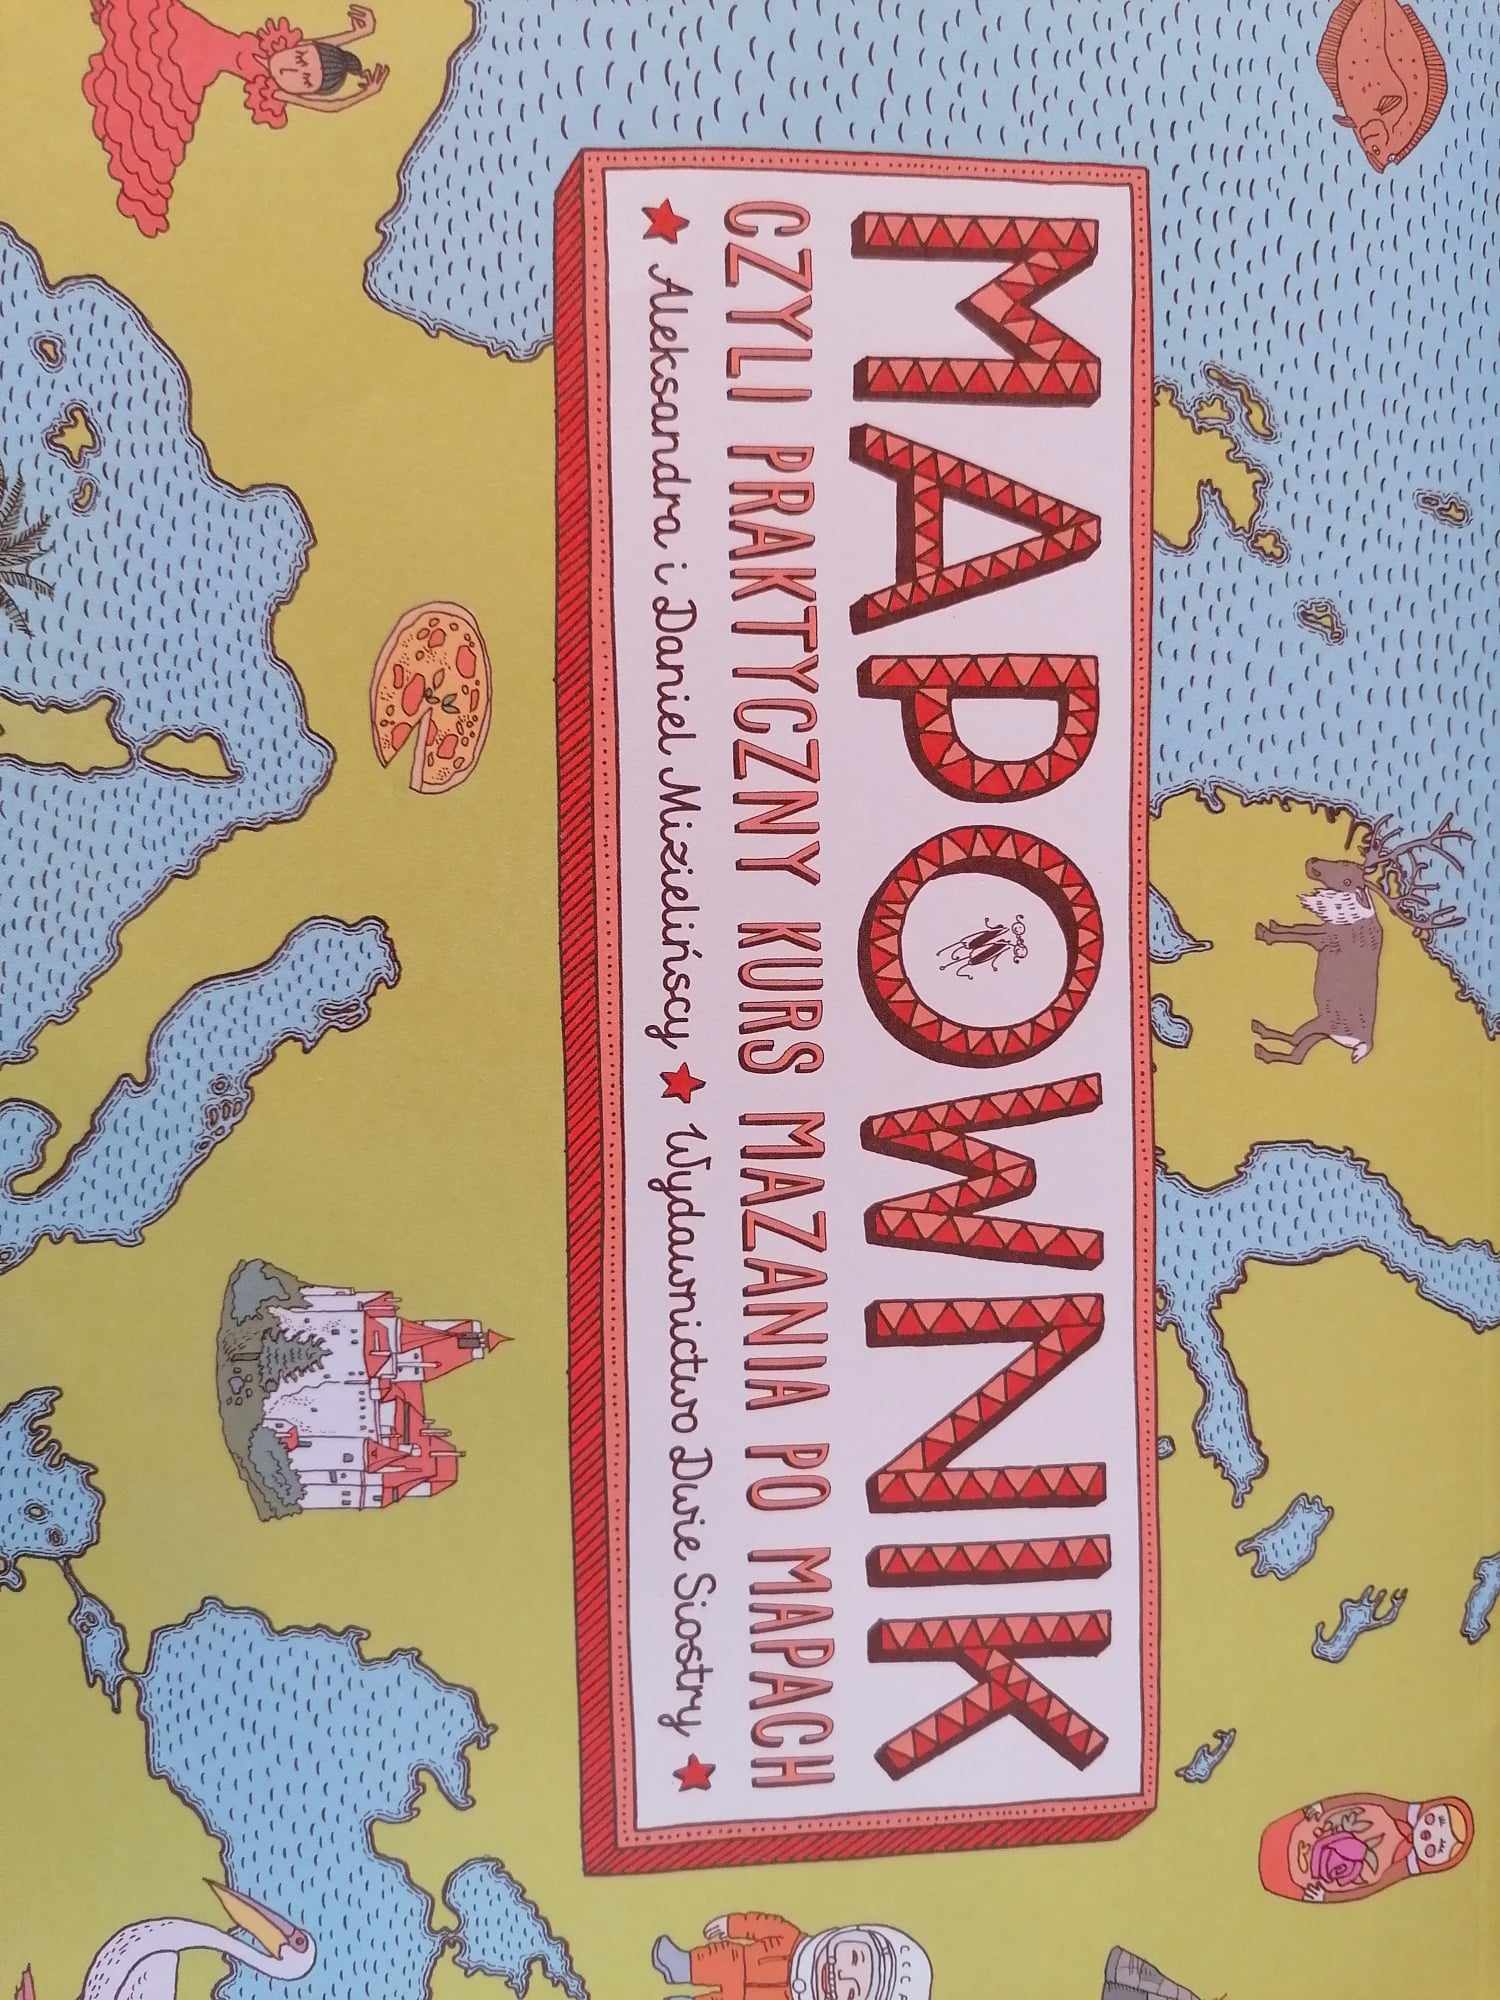 MAPOWNIK
CZYLI PRAKTYCZNY KURS MAZANIA PO MAPACH
Aleksandra i Daniel Mizielińscy ★ Wydawnictwo Dwie Siostry